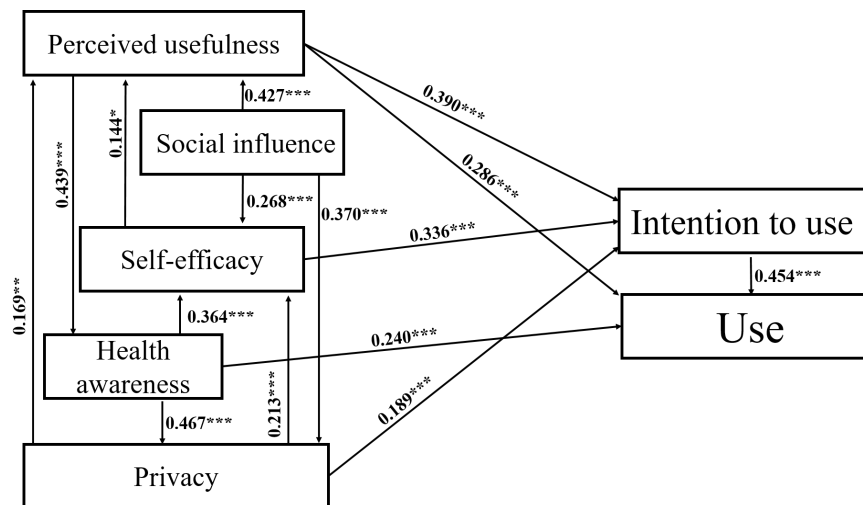 Perceived usefulness
0.427***
0.390***
Social influence
0.144*
0.439***
0.286***
0.268***
0.370***
Intention to use
0.336***
Self-efficacy
0.454***
0.169**
0.364***
Use
0.240***
Health
awareness
0.213***
0.189***
0.467***
Privacy